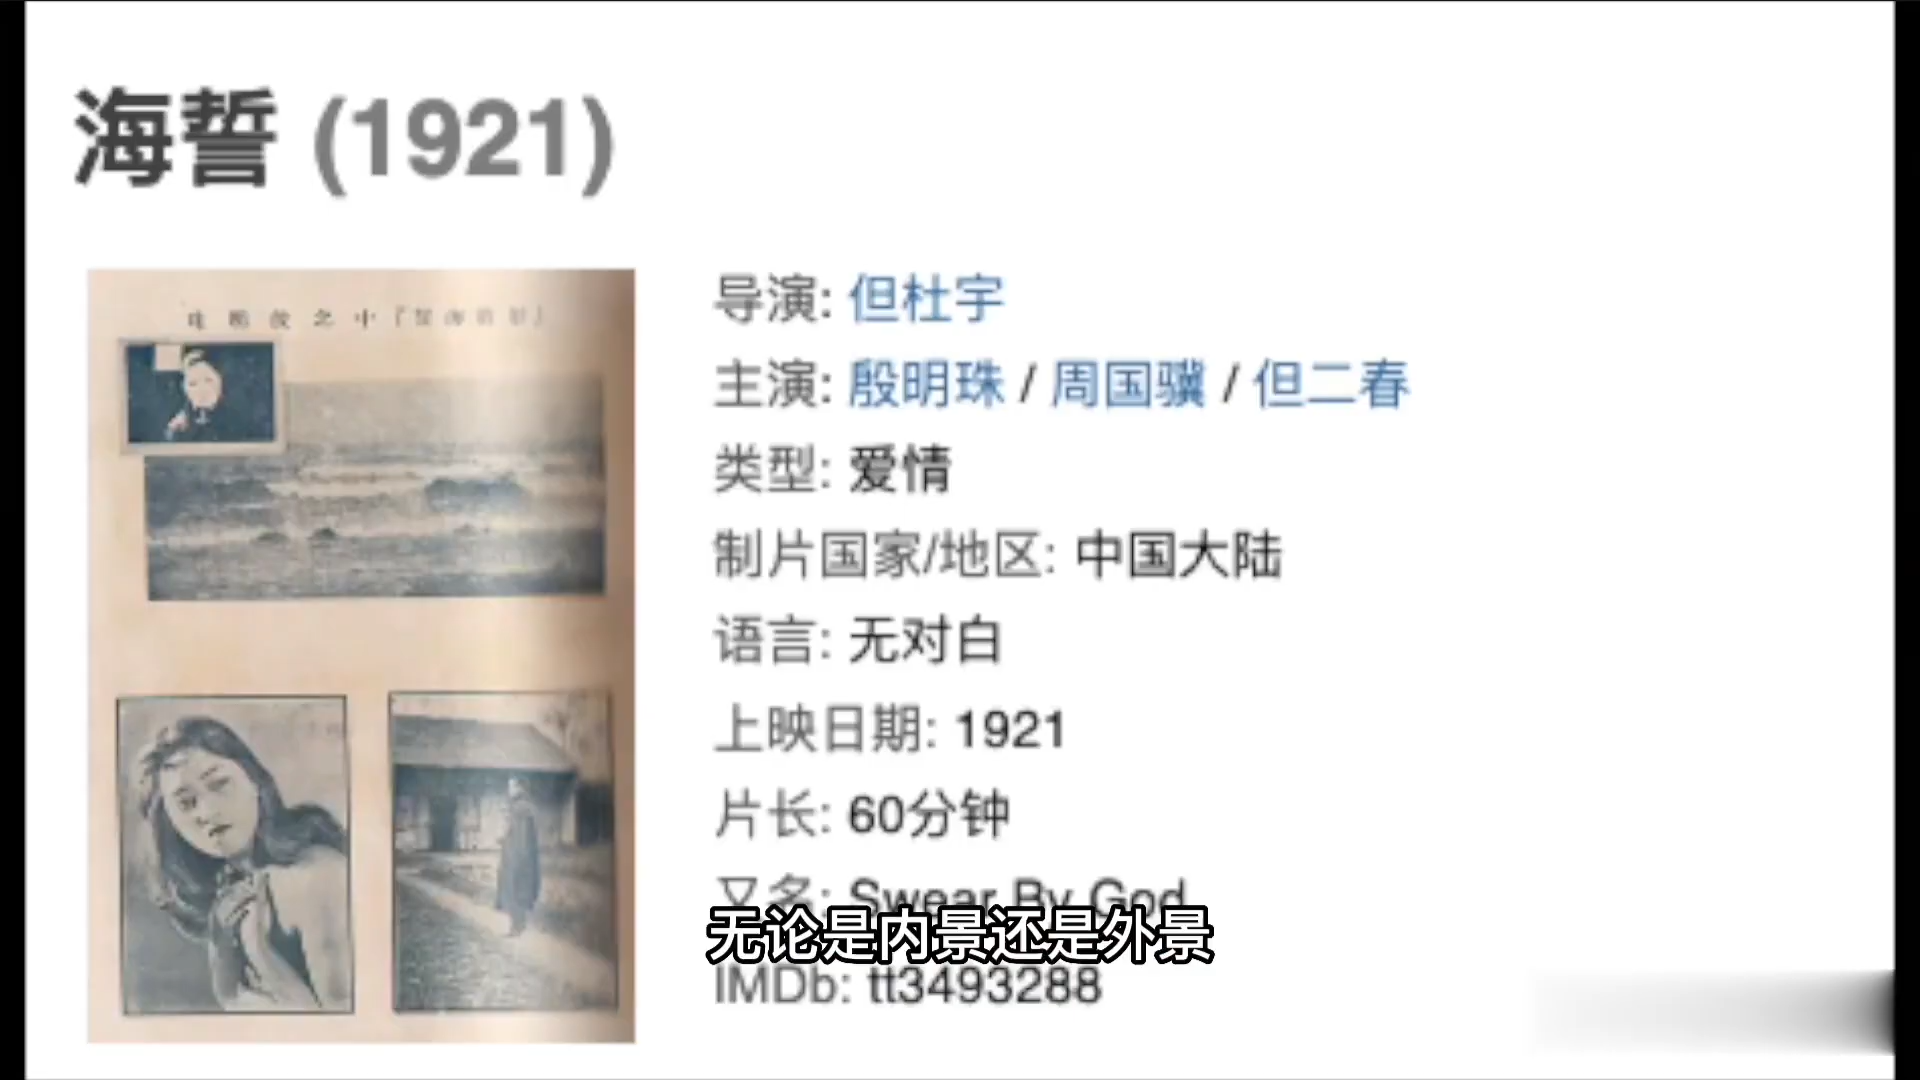 海誓 (1921)
导演: 但杜宇
主演: 殷明珠 / 周国骥 / 但二春
类型: 爱情
制片国家/地区: 中国大陆
语言: 无对白
上映日期: 1921
片长: 60分钟
又名: Swear By God
无论是内景还是外景
IMDb: tt3493288